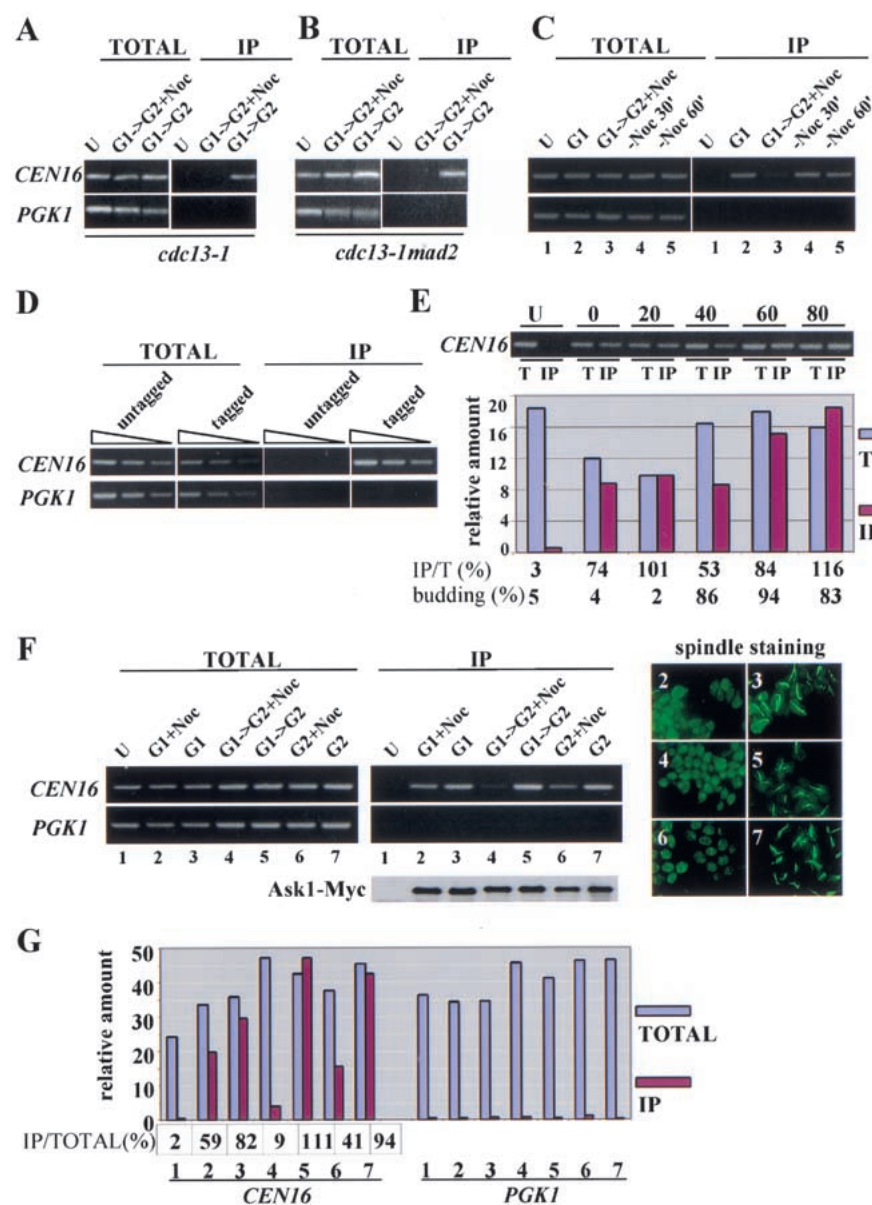 A
TOTAL IP
U G1->G2+Noc G1->G2 U G1->G2+Noc G1->G2
CEN16
PGK1
cdc13-1
B
TOTAL IP
U G1->G2+Noc G1->G2 U G1->G2+Noc G1->G2
cdc13-1mad2
C
TOTAL IP
U G1 G1->G2+Noc -Noc 30' -Noc 60' U G1 G1->G2+Noc -Noc 30' -Noc 60'
1 2 3 4 5 1 2 3 4 5
D
TOTAL IP
untagged tagged untagged tagged
CEN16
PGK1
E
U 0 20 40 60 80
CEN16
T IP T IP T IP T IP T IP T IP
relative amount
20
16
12
8
4
0
T
IP/T (%) 3 74 101 53 84 116
budding (%) 5 4 2 86 94 83
F
TOTAL IP
U G1+Noc G1 G1->G2+Noc G1->G2 G2+Noc G2 U G1+Noc G1 G1->G2+Noc G1->G2 G2+Noc G2
CEN16
PGK1
1 2 3 4 5 6 7 1 2 3 4 5 6 7
Ask1-Myc
spindle staining
2 3
4 5
6 7
G
relative amount
50
40
30
20
10
0
TOTAL
IP
IP/TOTAL(%) 2 59 82 9 111 41 94
1 2 3 4 5 6 7 1 2 3 4 5 6 7
CEN16 PGK1